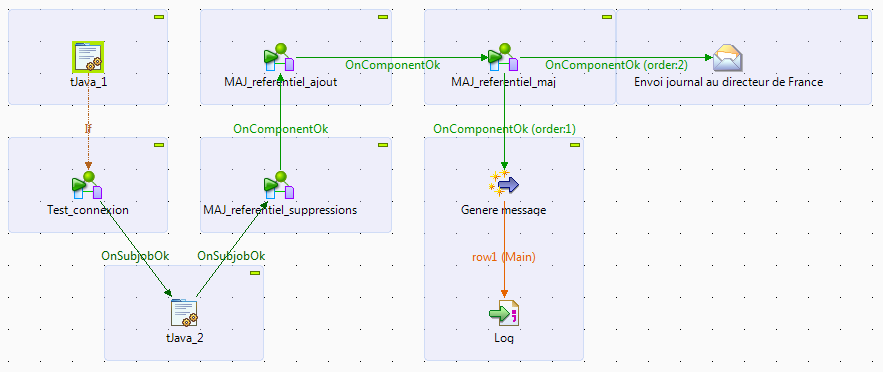 tJava_1
MAJ_referentiel_ajout
OnComponentOk
MAJ_referentiel_maj
OnComponentOk (order:2)
Envoi journal au directeur de France
If
OnComponentOk
OnComponentOk (order:1)
Test_connexion
MAJ_referentiel_suppressions
Genere message
OnSubjobOk
OnSubjobOk
row1 (Main)
tJava_2
Log